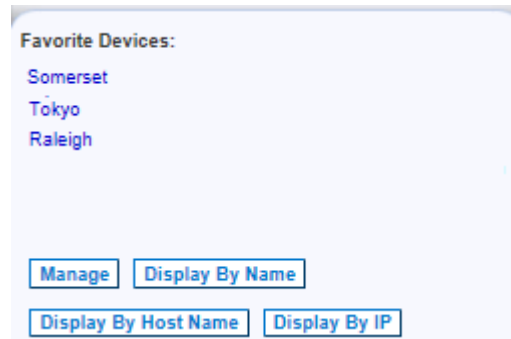 Favorite Devices:
Somerset
Tokyo
Raleigh
Manage Display By Name
Display By Host Name Display By IP